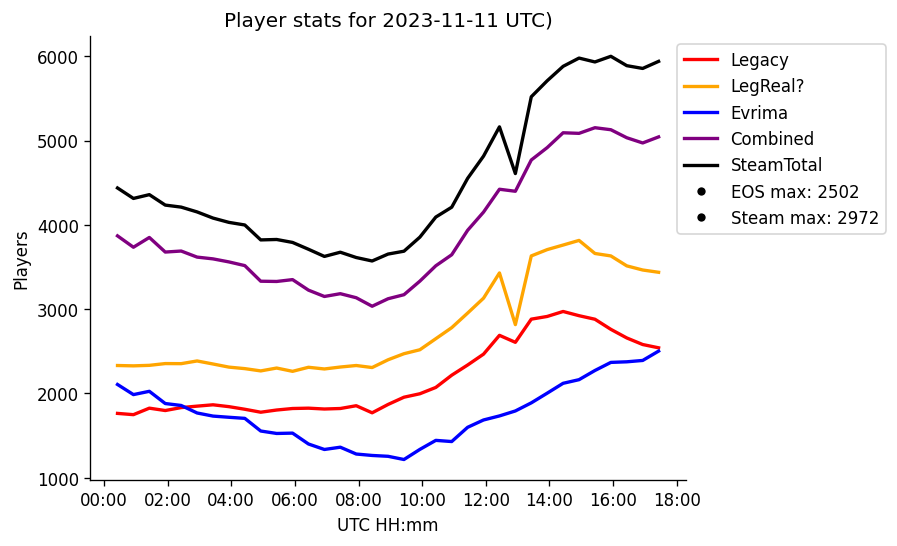 Player stats for 2023-11-11 UTC)
6000
5000
4000
3000
2000
1000
Players
00:00 02:00 04:00 06:00 08:00 10:00 12:00 14:00 16:00 18:00
UTC HH:mm
Legacy
LegReal?
Evrima
Combined
SteamTotal
EOS max: 2502
Steam max: 2972